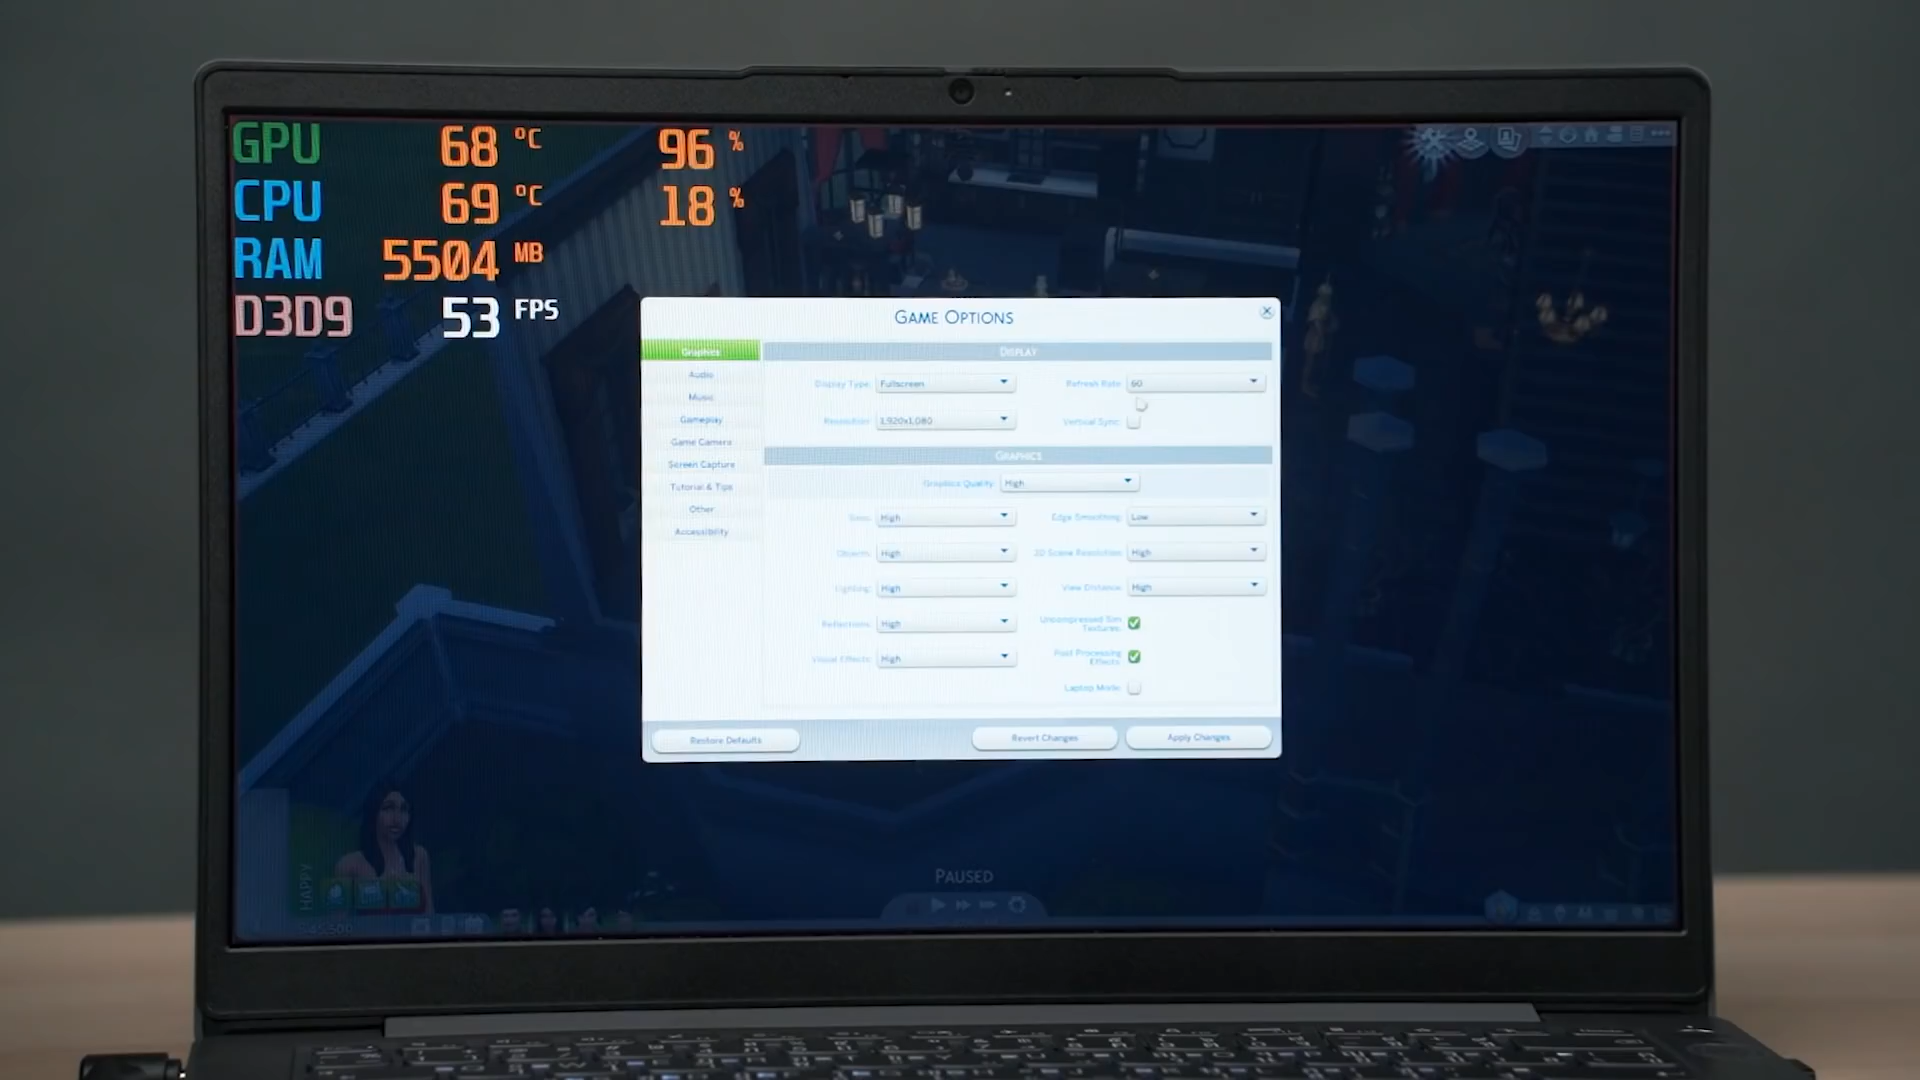 GPU 68 °C 96 %
CPU 69 °C 18 %
RAM 5504 MB
D3D9 53 FPS
GAME OPTIONS
Graphics
Audio
Music
Gameplay
Game Camera
Screen Capture
Tutorial & Tips
Other
Accessibility
DISPLAY
Display Type: Fullscreen
Refresh Rate: 60
Resolution: 1,920x1,080
Vertical Sync:
GRAPHICS
Graphics Quality: High
Sims: High
Edge Smoothing: Low
Objects: High
3D Scene Resolution: High
Lighting: High
View Distance: High
Reflections: High
Uncompressed Sim
Textures:
Visual Effects: High
Post Processing
Effects:
Laptop Mode:
Restore Defaults
Revert Changes
Apply Changes
HAPPY
PAUSED